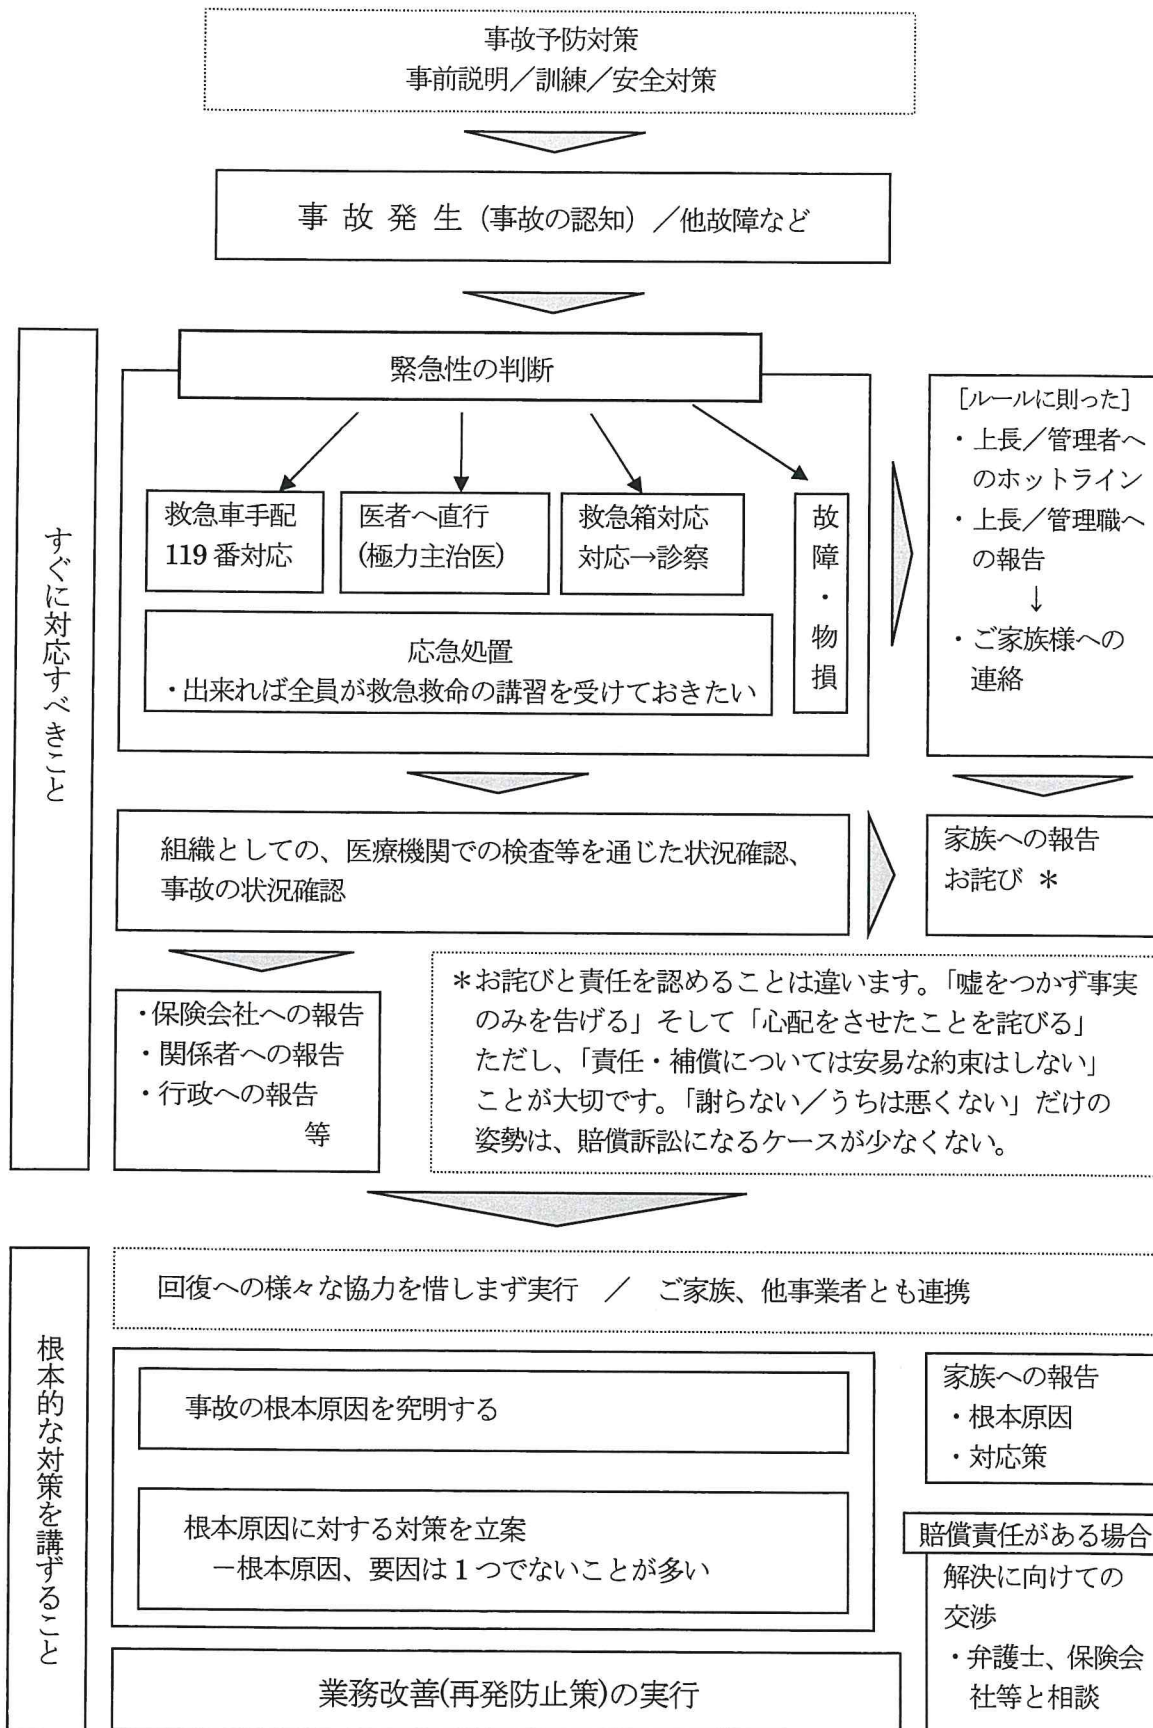 事故予防対策
事前説明／訓練／安全対策
事 故 発 生（事故の認知）／他故障など
すぐに対応すべきこと
緊急性の判断
救急車手配
119 番対応
医者へ直行
(極力主治医)
救急箱対応
対応→診察
故障・物損
応急処置
・出来れば全員が救急救命の講習を受けておきたい
［ルールに則った］
・上長／管理者へ
のホットライン
・上長／管理職へ
の報告
↓
・ご家族様への
連絡
組織としての、医療機関での検査等を通じた状況確認、
事故の状況確認
家族への報告
お詫び ＊
・保険会社への報告
・関係者への報告
・行政への報告
等
＊お詫びと責任を認めることは違います。「嘘をつかず事実
のみを告げる」そして「心配をさせたことを詫びる」
ただし、「責任・補償については安易な約束はしない」
ことが大切です。「謝らない／うちは悪くない」だけの
姿勢は、賠償訴訟になるケースが少なくない。
根本的な対策を講ずること
回復への様々な協力を惜しまず実行 ／ ご家族、他事業者とも連携
事故の根本原因を究明する
根本原因に対する対策を立案
－根本原因、要因は 1 つでないことが多い
業務改善(再発防止策)の実行
家族への報告
・根本原因
・対応策
賠償責任がある場合
解決に向けての
交渉
・弁護士、保険会
社等と相談